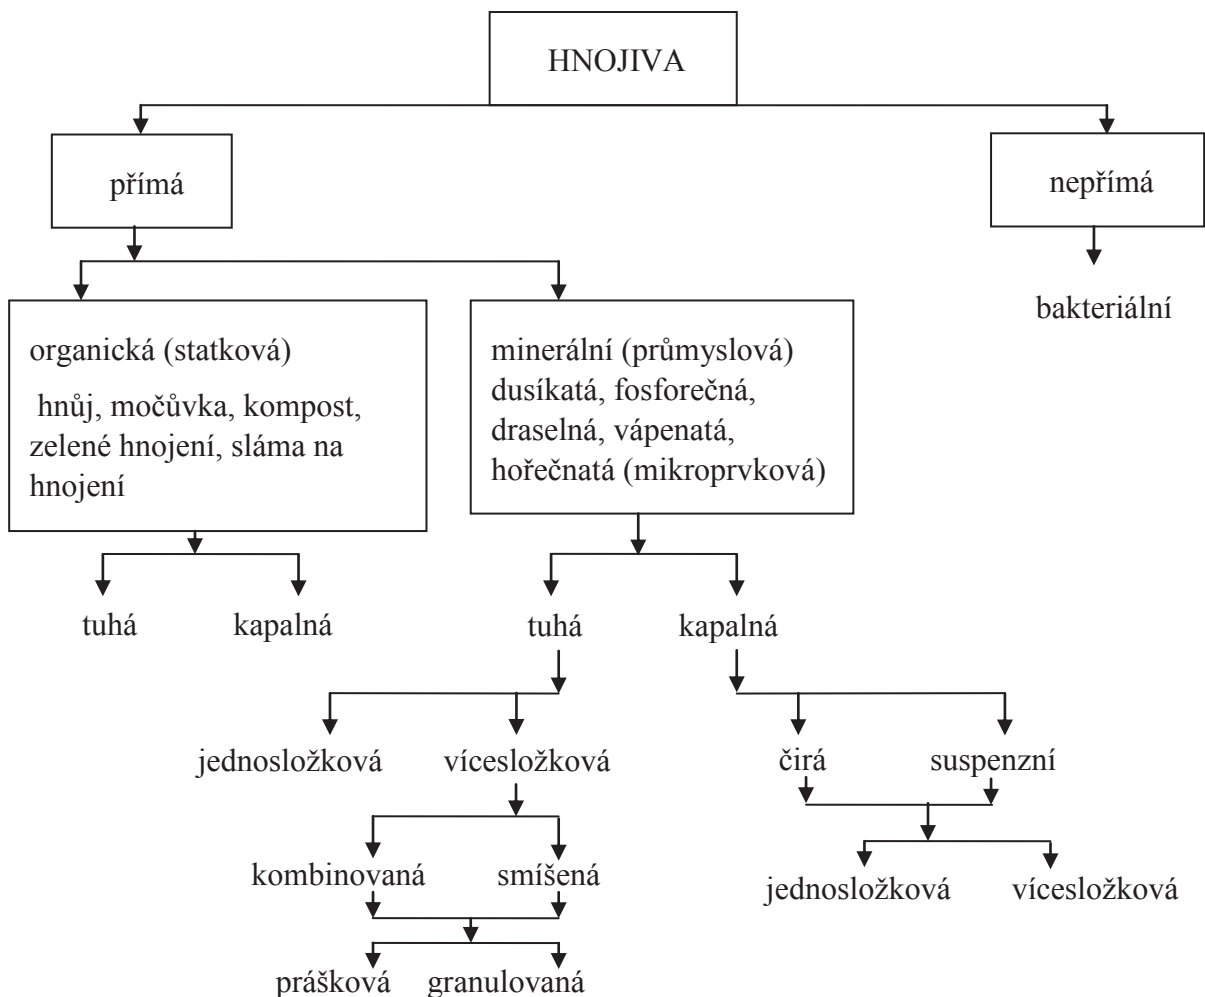 HNOJIVA
přímá
nepřímá
bakteriální
organická (statková)
hnůj, močůvka, kompost,
zelené hnojení, sláma na
hnojení
minerální (průmyslová)
dusíkatá, fosforečná,
draselná, vápenatá,
hořečnatá (mikroprvková)
tuhá
kapalná
tuhá
kapalná
jednosložková
vícesložková
čirá
suspenzní
kombinovaná
smíšená
jednosložková
vícesložková
prášková
granulovaná